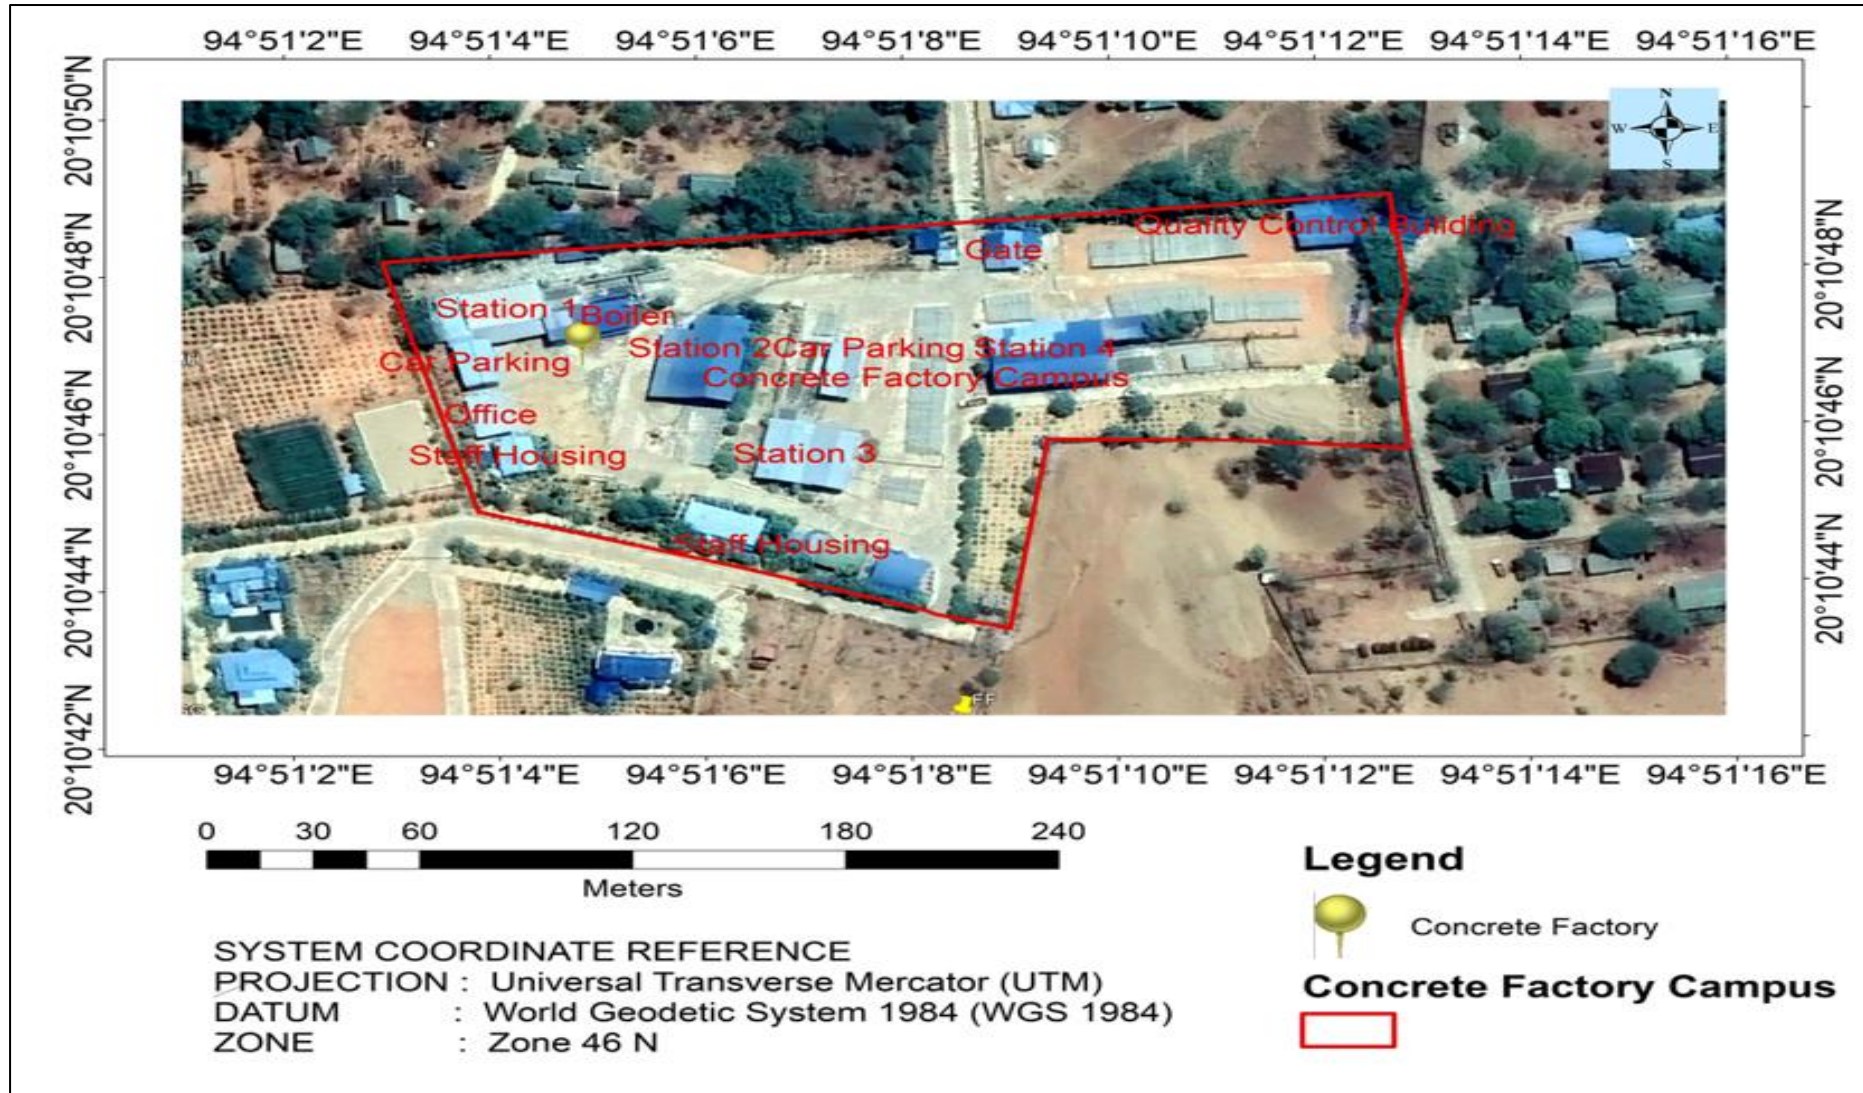 94°51'2"E 94°51'4"E 94°51'6"E 94°51'8"E 94°51'10"E 94°51'12"E 94°51'14"E 94°51'16"E
20°10'50"N
20°10'48"N
20°10'46"N
20°10'44"N
20°10'42"N
N
W E
S
20°10'48"N
20°10'46"N
20°10'44"N
Quality Control Building
Gate
Station 1
Boiler
Station 2
Car Parking
Station 4
Car Parking
Concrete Factory Campus
Office
Staff Housing
Station 3
Staff Housing
94°51'2"E 94°51'4"E 94°51'6"E 94°51'8"E 94°51'10"E 94°51'12"E 94°51'14"E 94°51'16"E
0 30 60 120 180 240
Meters
SYSTEM COORDINATE REFERENCE
PROJECTION : Universal Transverse Mercator (UTM)
DATUM : World Geodetic System 1984 (WGS 1984)
ZONE : Zone 46 N
Legend
Concrete Factory
Concrete Factory Campus